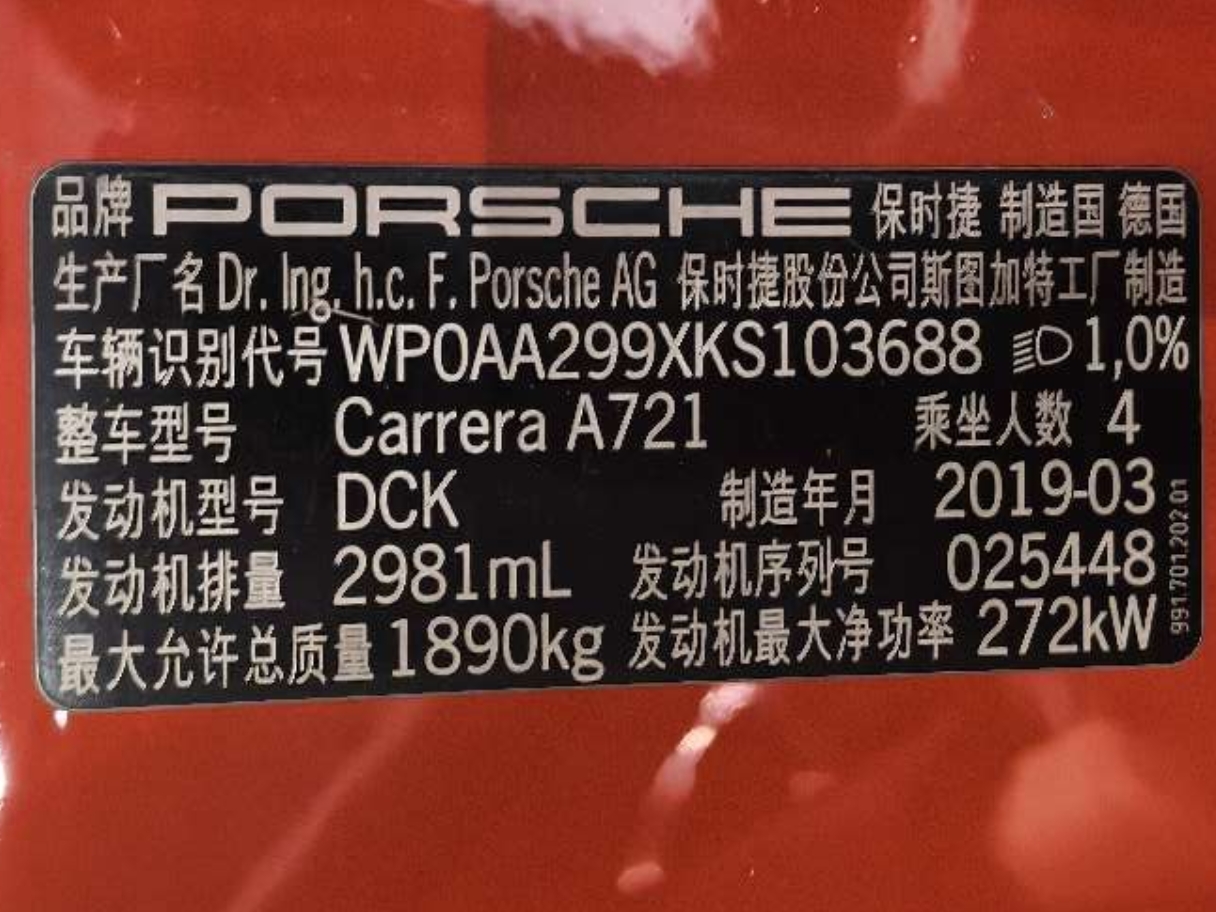 品牌 PORSCHE 保时捷 制造国 德国
生产厂名 Dr. Ing. h.c. F. Porsche AG 保时捷股份公司斯图加特工厂制造
车辆识别代号 WP0AA299XKS103688 1,0%
整车型号 Carrera A721 乘坐人数 4
发动机型号 DCK 制造年月 2019-03
发动机排量 2981mL 发动机序列号 025448
最大允许总质量 1890kg 发动机最大净功率 272kW
991.701.202.01